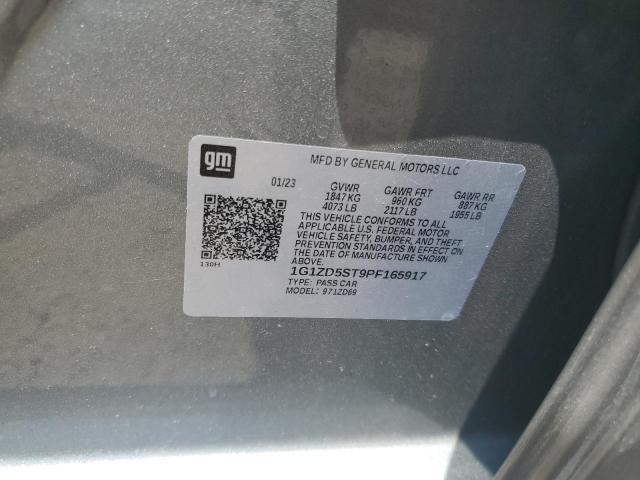 gm
MFD BY GENERAL MOTORS LLC
01/23 GVWR GAWR FRT GAWR RR
1847 KG 960 KG 887 KG
4073 LB 2117 LB 1955 LB
THIS VEHICLE CONFORMS TO ALL
APPLICABLE U.S. FEDERAL MOTOR
VEHICLE SAFETY, BUMPER, AND THEFT
PREVENTION STANDARDS IN EFFECT ON
THE DATE OF MANUFACTURE SHOWN
ABOVE.
130H
1G1ZD5ST9PF165917
TYPE: PASS CAR
MODEL: 971ZD69